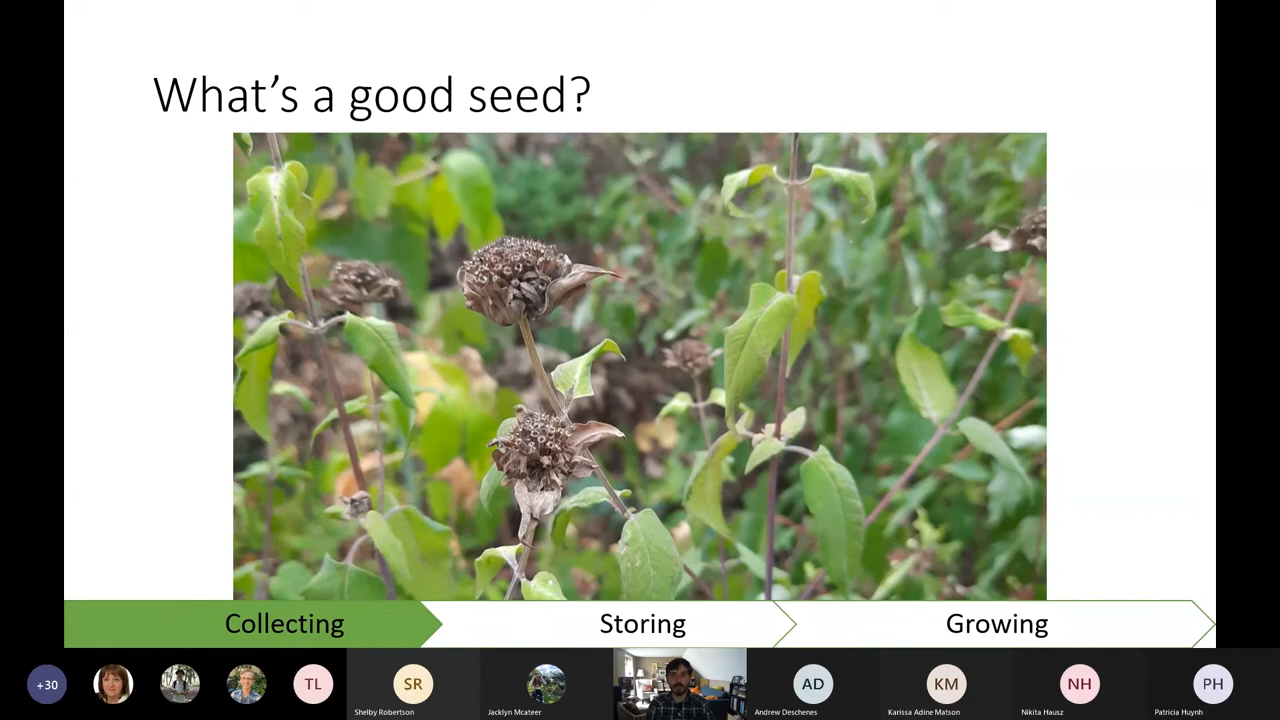 What's a good seed?
Collecting
Storing
Growing
+30
TL
SR
Shelby Robertson
Jacklyn Mcateer
AD
Andrew Deschenes
KM
Karissa Adine Matson
NH
Nikita Hausz
PH
Patricia Huynh